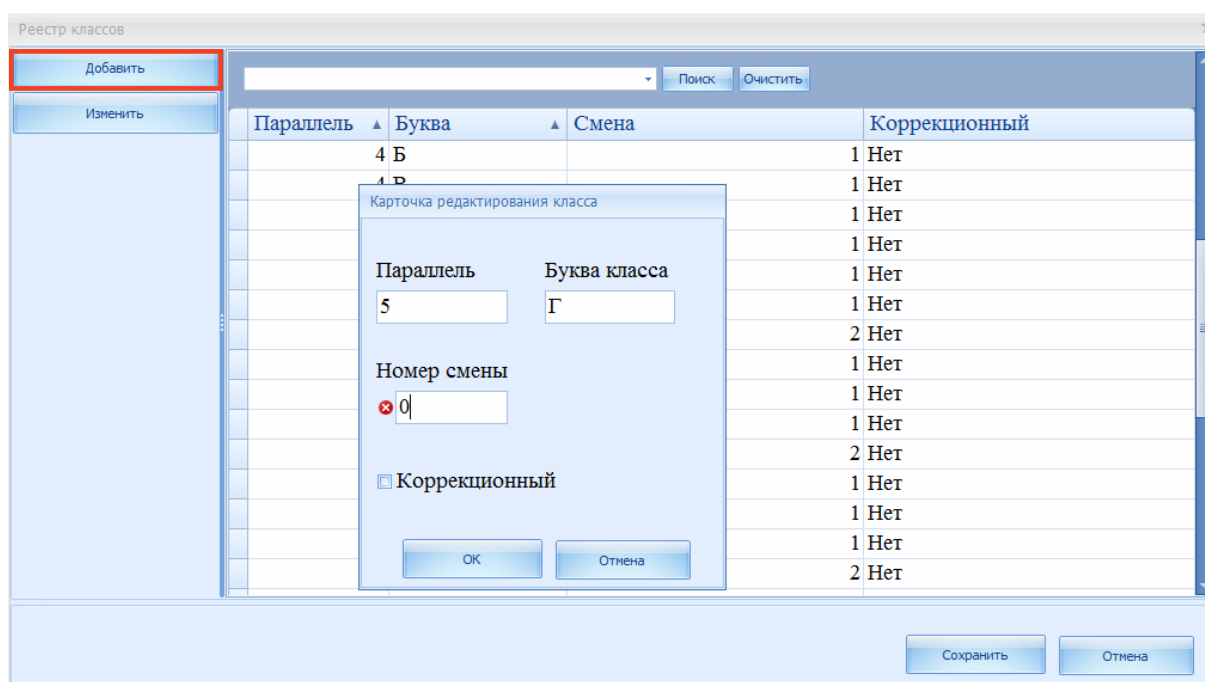 Реестр классов
Добавить
Изменить
Поиск Очистить
Параллель Буква Смена Коррекционный
4 Б 1 Нет
4 В 1 Нет
1 Нет
1 Нет
1 Нет
1 Нет
2 Нет
1 Нет
1 Нет
1 Нет
2 Нет
1 Нет
1 Нет
1 Нет
2 Нет
Карточка редактирования класса
Параллель Буква класса
5 Г
Номер смены
0
Коррекционный
ОК Отмена
Сохранить Отмена